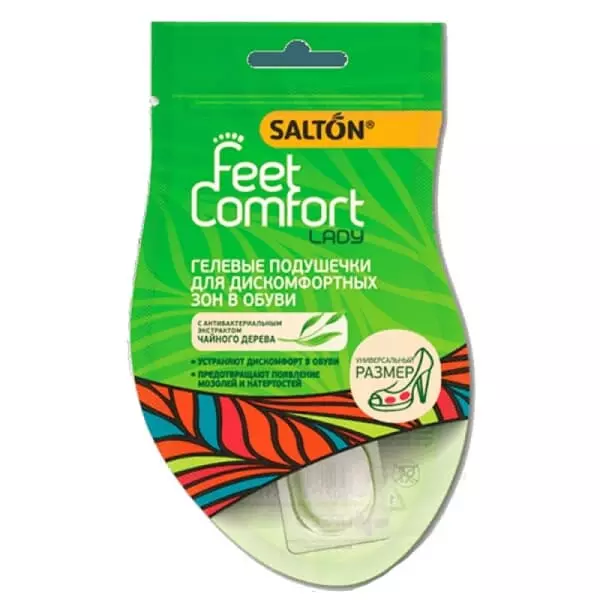 SALTON®
Feet
Comfort
LADY
ГЕЛЕВЫЕ ПОДУШЕЧКИ
ДЛЯ ДИСКОМФОРТНЫХ
ЗОН В ОБУВИ
С АНТИБАКТЕРИАЛЬНЫМ
ЭКСТРАКТОМ
ЧАЙНОГО ДЕРЕВА
• УСТРАНЯЮТ ДИСКОМФОРТ В ОБУВИ
• ПРЕДОТВРАЩАЮТ ПОЯВЛЕНИЕ
МОЗОЛЕЙ И НАТЕРТОСТЕЙ
УНИВЕРСАЛЬНЫЙ
РАЗМЕР